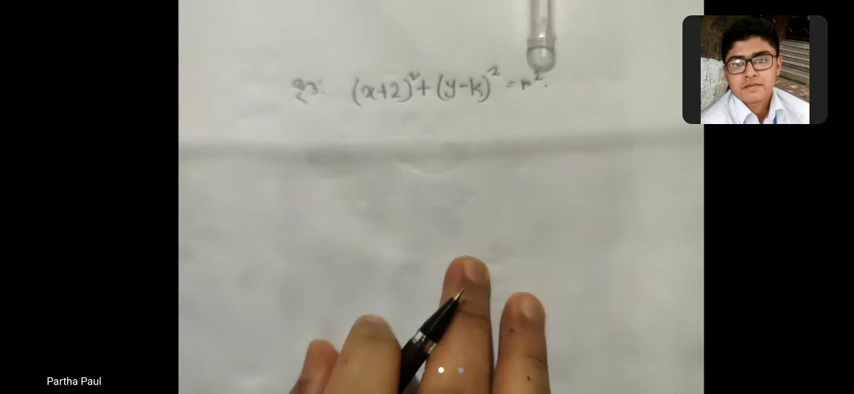 (x+2)² + (y-k)² = r².
Partha Paul